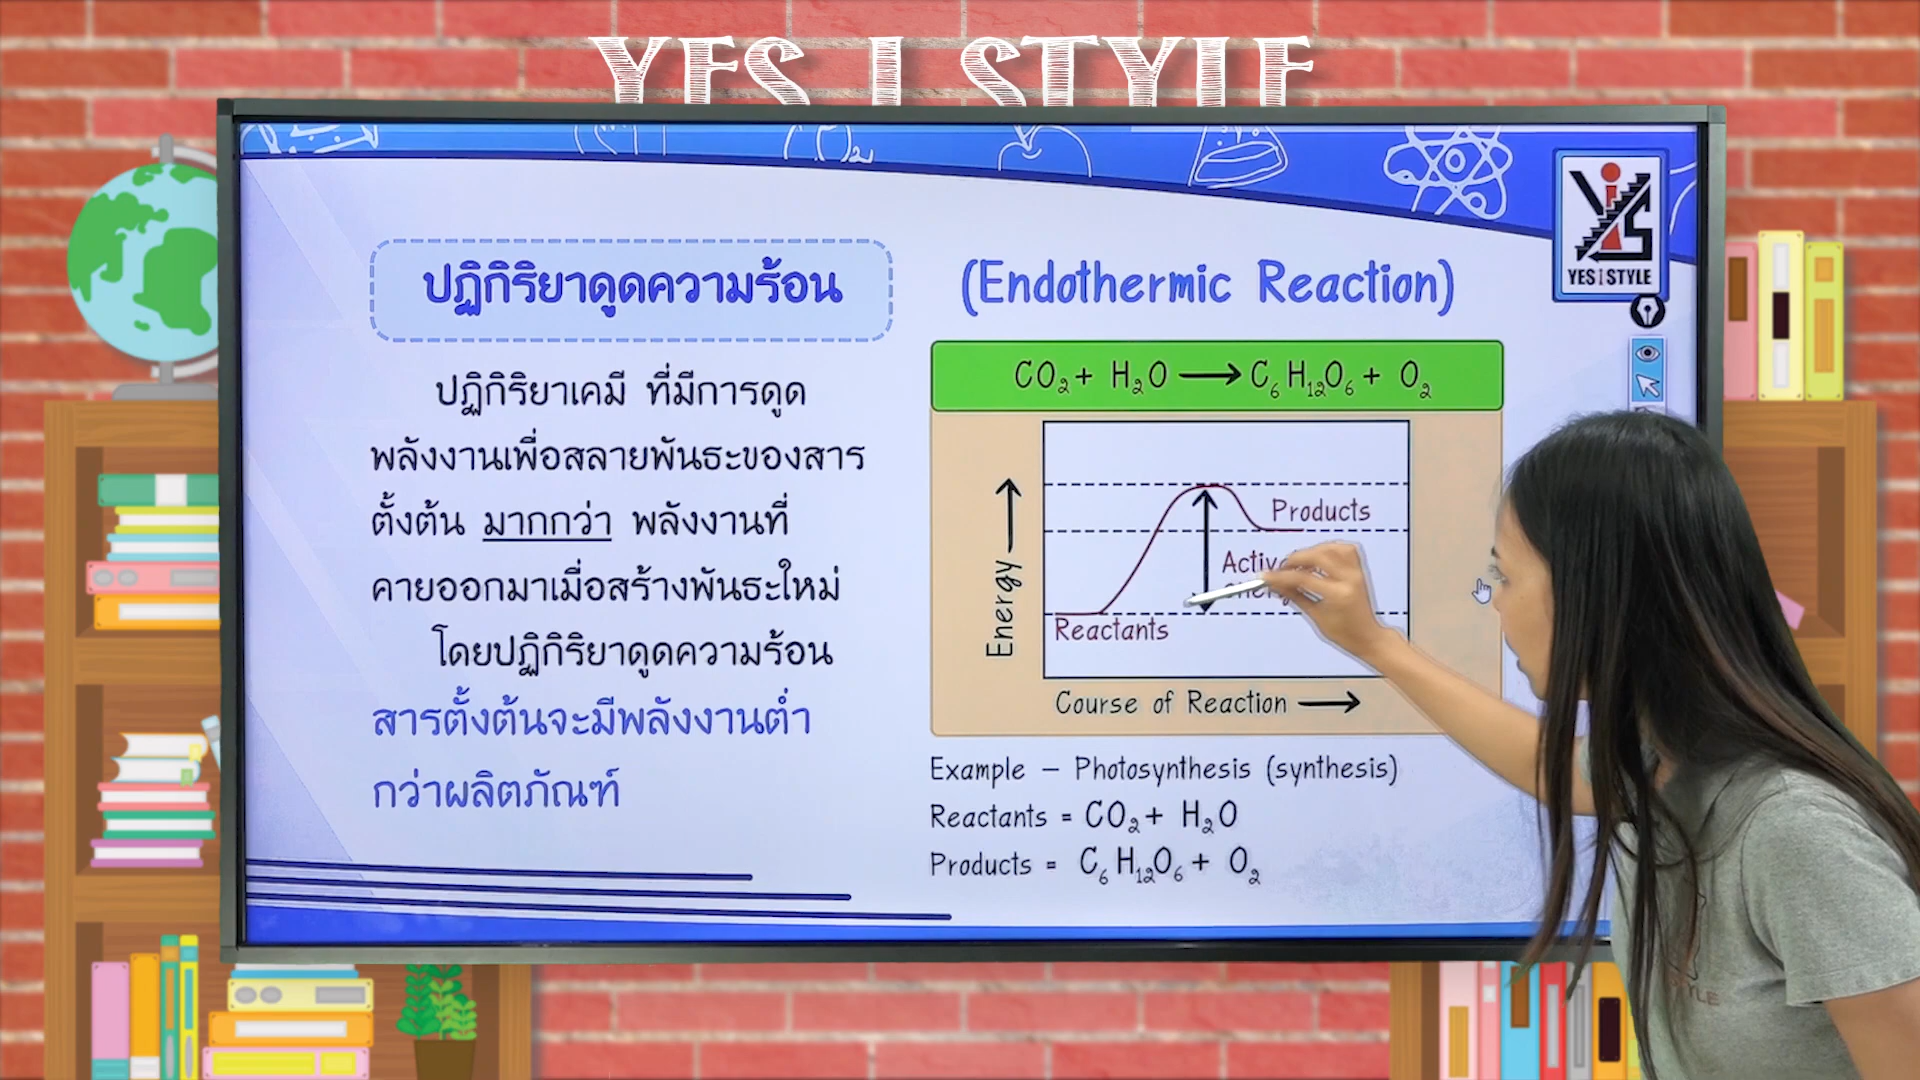 YES I STYLE
O₂
YES I STYLE
ปฏิกิริยาดูดความร้อน (Endothermic Reaction)
ปฏิกิริยาเคมี ที่มีการดูด
พลังงานเพื่อสลายพันธะของสาร
ตั้งต้น มากกว่า พลังงานที่
คายออกมาเมื่อสร้างพันธะใหม่
โดยปฏิกิริยาดูดความร้อน
สารตั้งต้นจะมีพลังงานต่ำ
กว่าผลิตภัณฑ์
CO₂ + H₂O ⟶ C₆H₁₂O₆ + O₂
Energy ⟶
Products
Reactants
Course of Reaction ⟶
Example – Photosynthesis (synthesis)
Reactants = CO₂ + H₂O
Products = C₆H₁₂O₆ + O₂